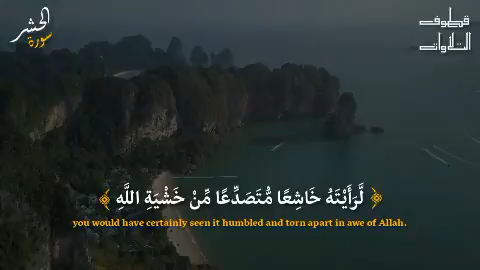 الحشر
سورة
قطوف
التلاوات
﴿ لَّرَأَيْتَهُ خَاشِعًا مُّتَصَدِّعًا مِّنْ خَشْيَةِ اللَّهِ ﴾
you would have certainly seen it humbled and torn apart in awe of Allah.